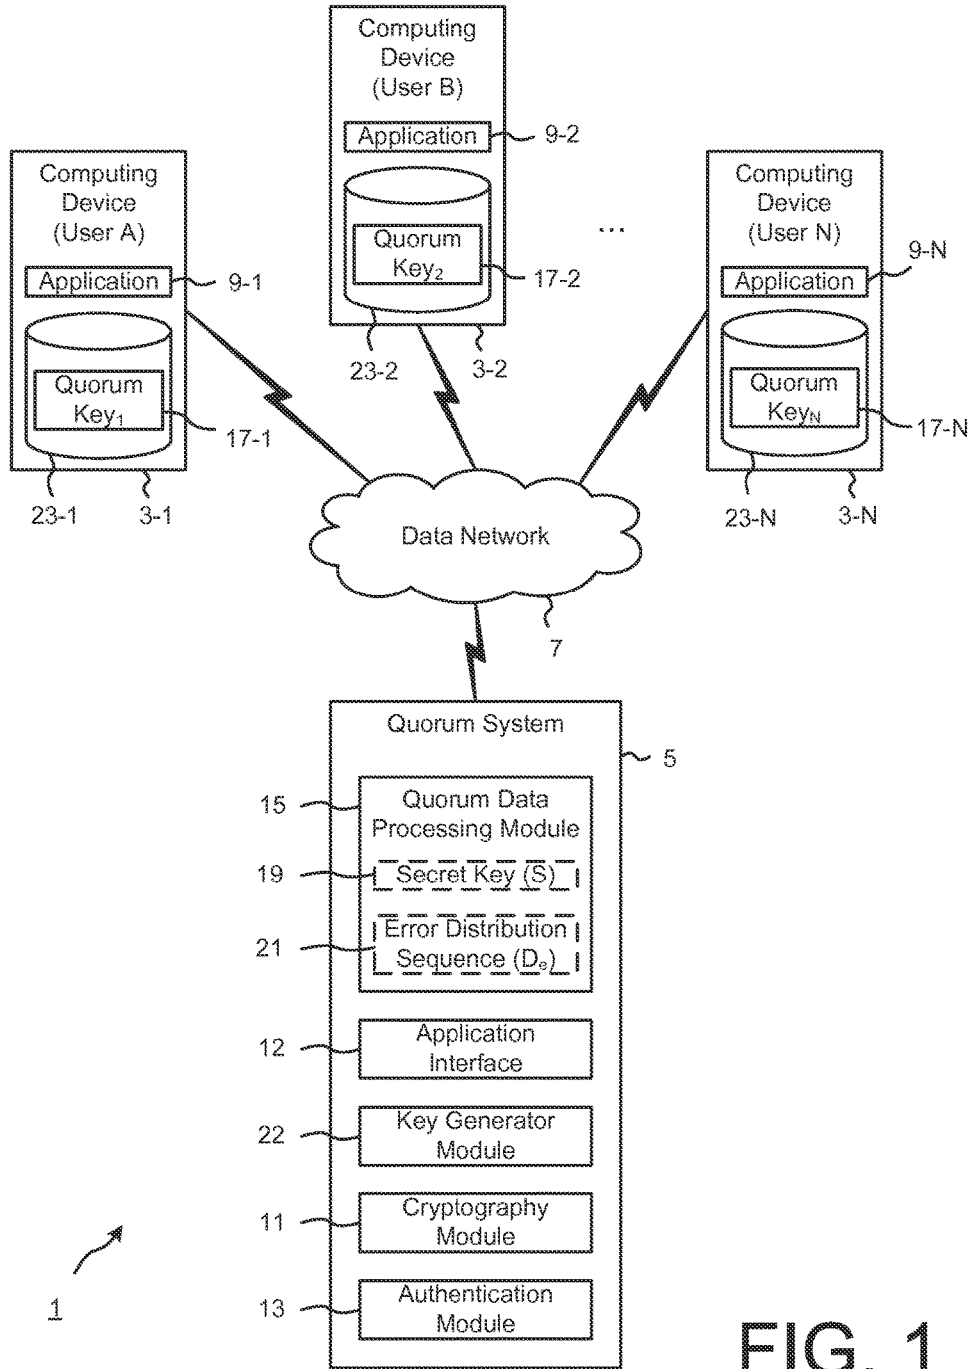 Computing
Device
(User B)
Application
9-2
Quorum
Key₂
17-2
23-2
3-2
Computing
Device
(User A)
Application
9-1
Quorum
Key₁
17-1
23-1
3-1
...
Computing
Device
(User N)
9-N
Application
Quorum
Keyₙ
17-N
23-N
3-N
Data Network
7
Quorum System
5
15
Quorum Data
Processing Module
19
Secret Key (S)
21
Error Distribution
Sequence (Dₑ)
12
Application
Interface
22
Key Generator
Module
11
Cryptography
Module
13
Authentication
Module
1
FIG. 1